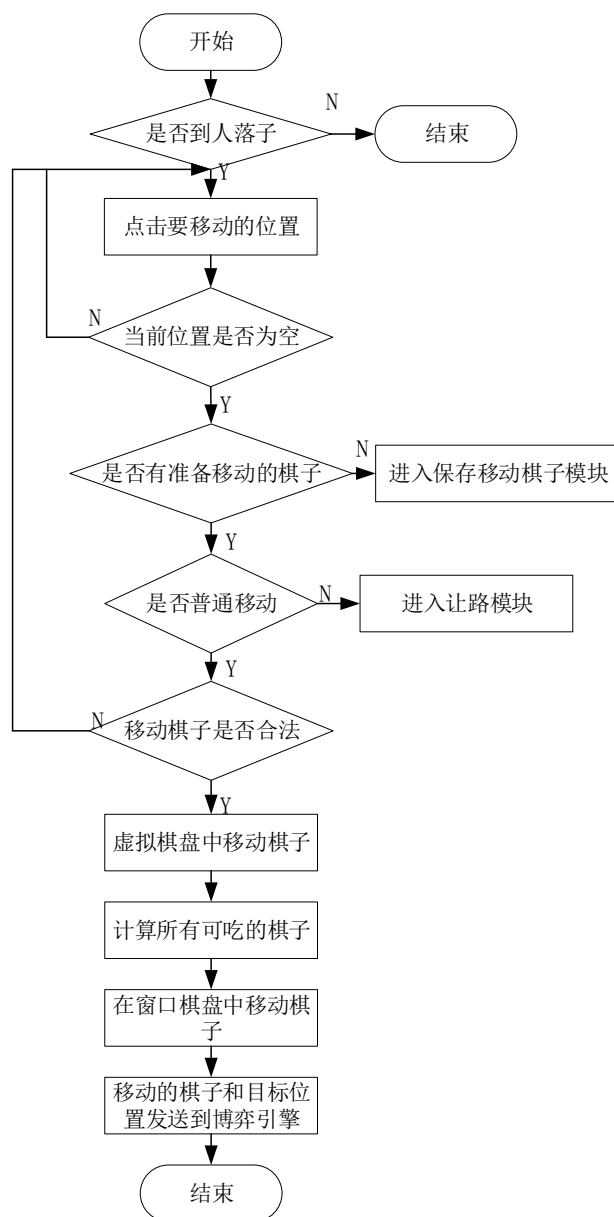 开始
是否到人落子
N
结束
Y
点击要移动的位置
N
当前位置是否为空
Y
是否有准备移动的棋子
N
进入保存移动棋子模块
Y
是否普通移动
N
进入让路模块
Y
N
移动棋子是否合法
Y
虚拟棋盘中移动棋子
计算所有可吃的棋子
在窗口棋盘中移动棋
子
移动的棋子和目标位
置发送到博弈引擎
结束